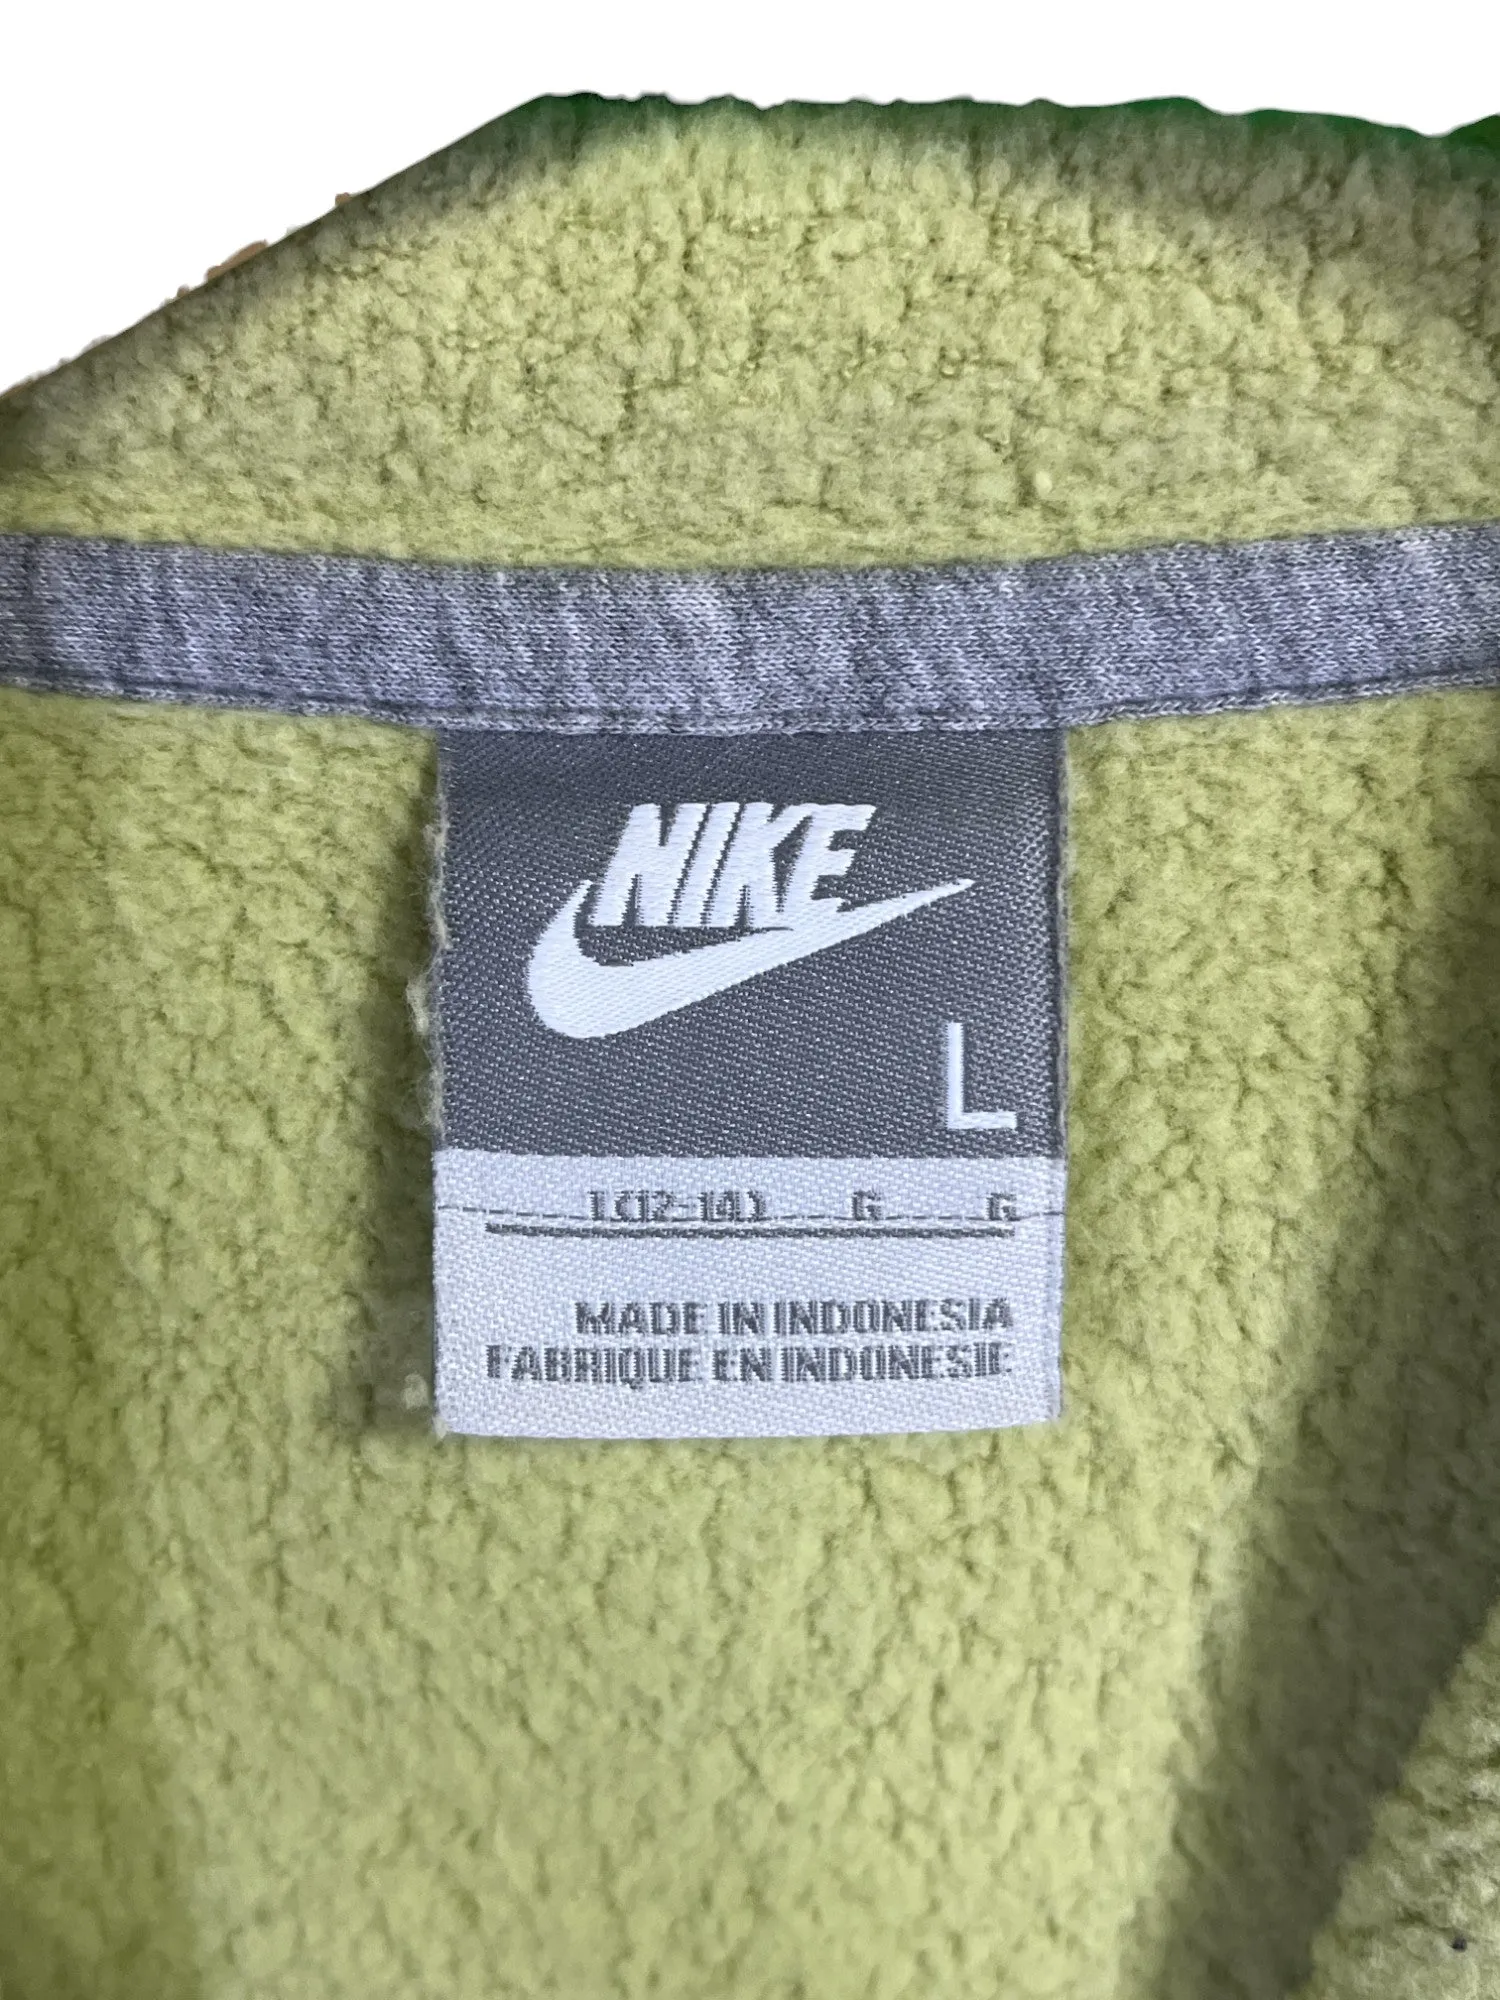 NIKE
L
L(12-14) G G
MADE IN INDONESIA
FABRIQUE EN INDONESIE